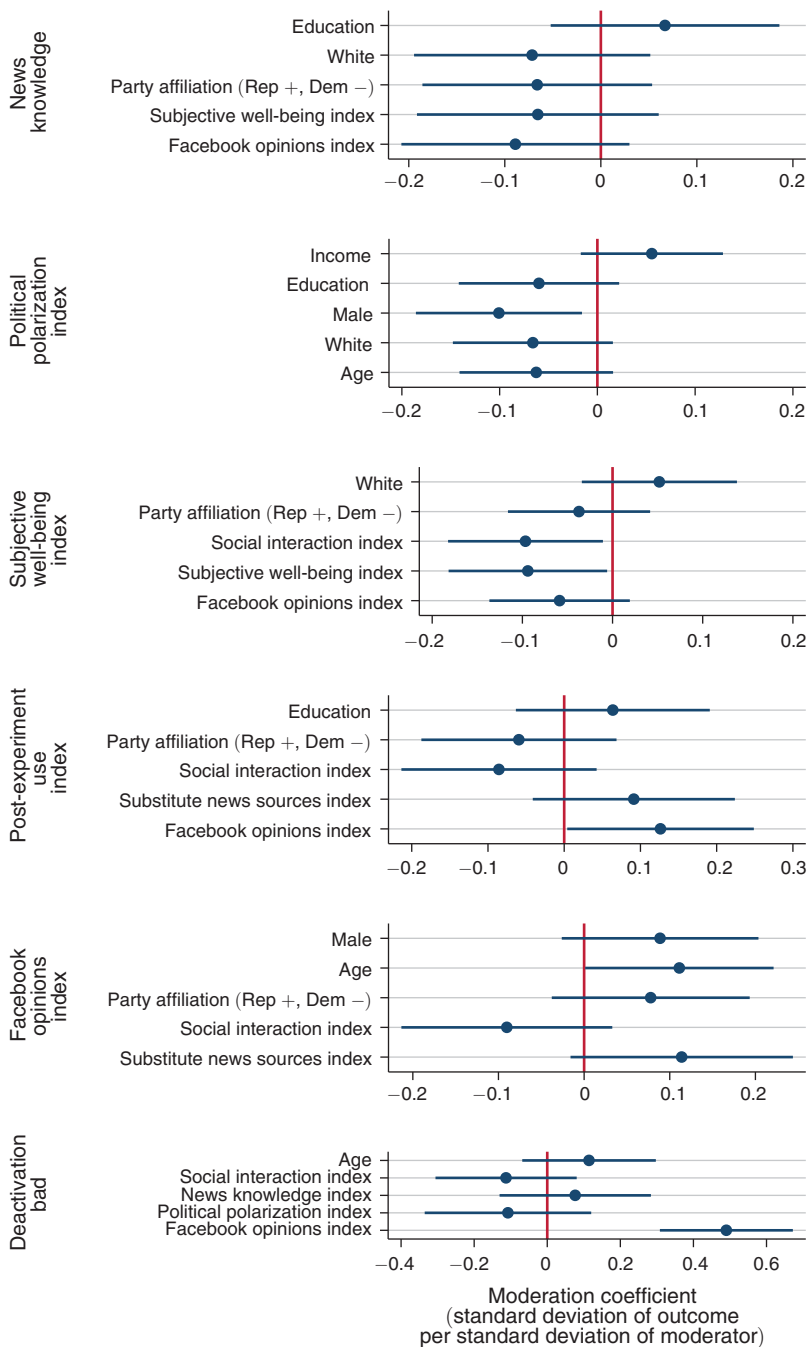 News
knowledge
Education
White
Party affiliation (Rep +, Dem −)
Subjective well-being index
Facebook opinions index
−0.2 −0.1 0 0.1 0.2
Political
polarization
index
Income
Education
Male
White
Age
−0.2 −0.1 0 0.1 0.2
Subjective
well-being
index
White
Party affiliation (Rep +, Dem −)
Social interaction index
Subjective well-being index
Facebook opinions index
−0.2 −0.1 0 0.1 0.2
Post-experiment
use
index
Education
Party affiliation (Rep +, Dem −)
Social interaction index
Substitute news sources index
Facebook opinions index
−0.2 −0.1 0 0.1 0.2 0.3
Facebook
opinions
index
Male
Age
Party affiliation (Rep +, Dem −)
Social interaction index
Substitute news sources index
−0.2 −0.1 0 0.1 0.2
Deactivation
bad
Age
Social interaction index
News knowledge index
Political polarization index
Facebook opinions index
−0.4 −0.2 0 0.2 0.4 0.6
Moderation coefficient
(standard deviation of outcome
per standard deviation of moderator)